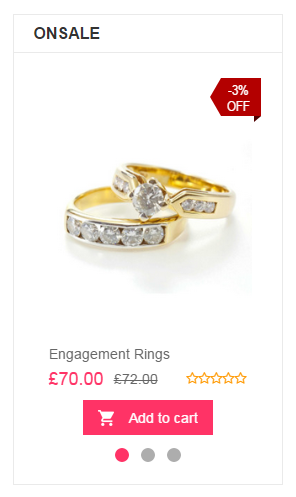 ONSALE
-3%
OFF
Engagement Rings
£70.00 £72.00
Add to cart